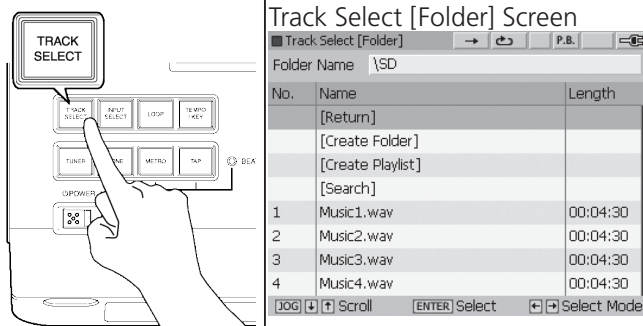 TRACK
SELECT
TRACK
SELECT
INPUT
SELECT
LOOP
TEMPO
/KEY
TUNER
METRO
TAP
POWER
Track Select [Folder] Screen
Track Select [Folder] P.B.
Folder Name \SD
No. Name Length
[Return]
[Create Folder]
[Create Playlist]
[Search]
1 Music1.wav 00:04:30
2 Music2.wav 00:04:30
3 Music3.wav 00:04:30
4 Music4.wav 00:04:30
JOG ↓ ↑ Scroll ENTER Select ← → Select Mode